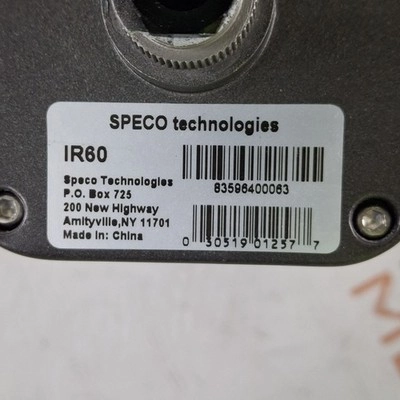 SPECO technologies
IR60
83596400063
Speco Technologies
P.O. Box 725
200 New Highway
Amityville,NY 11701
Made in: China
0 30519 01257 7